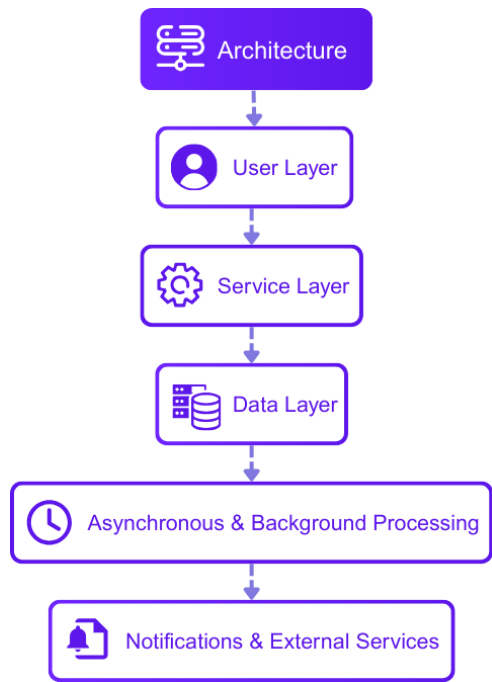 Architecture
User Layer
Service Layer
Data Layer
Asynchronous & Background Processing
Notifications & External Services